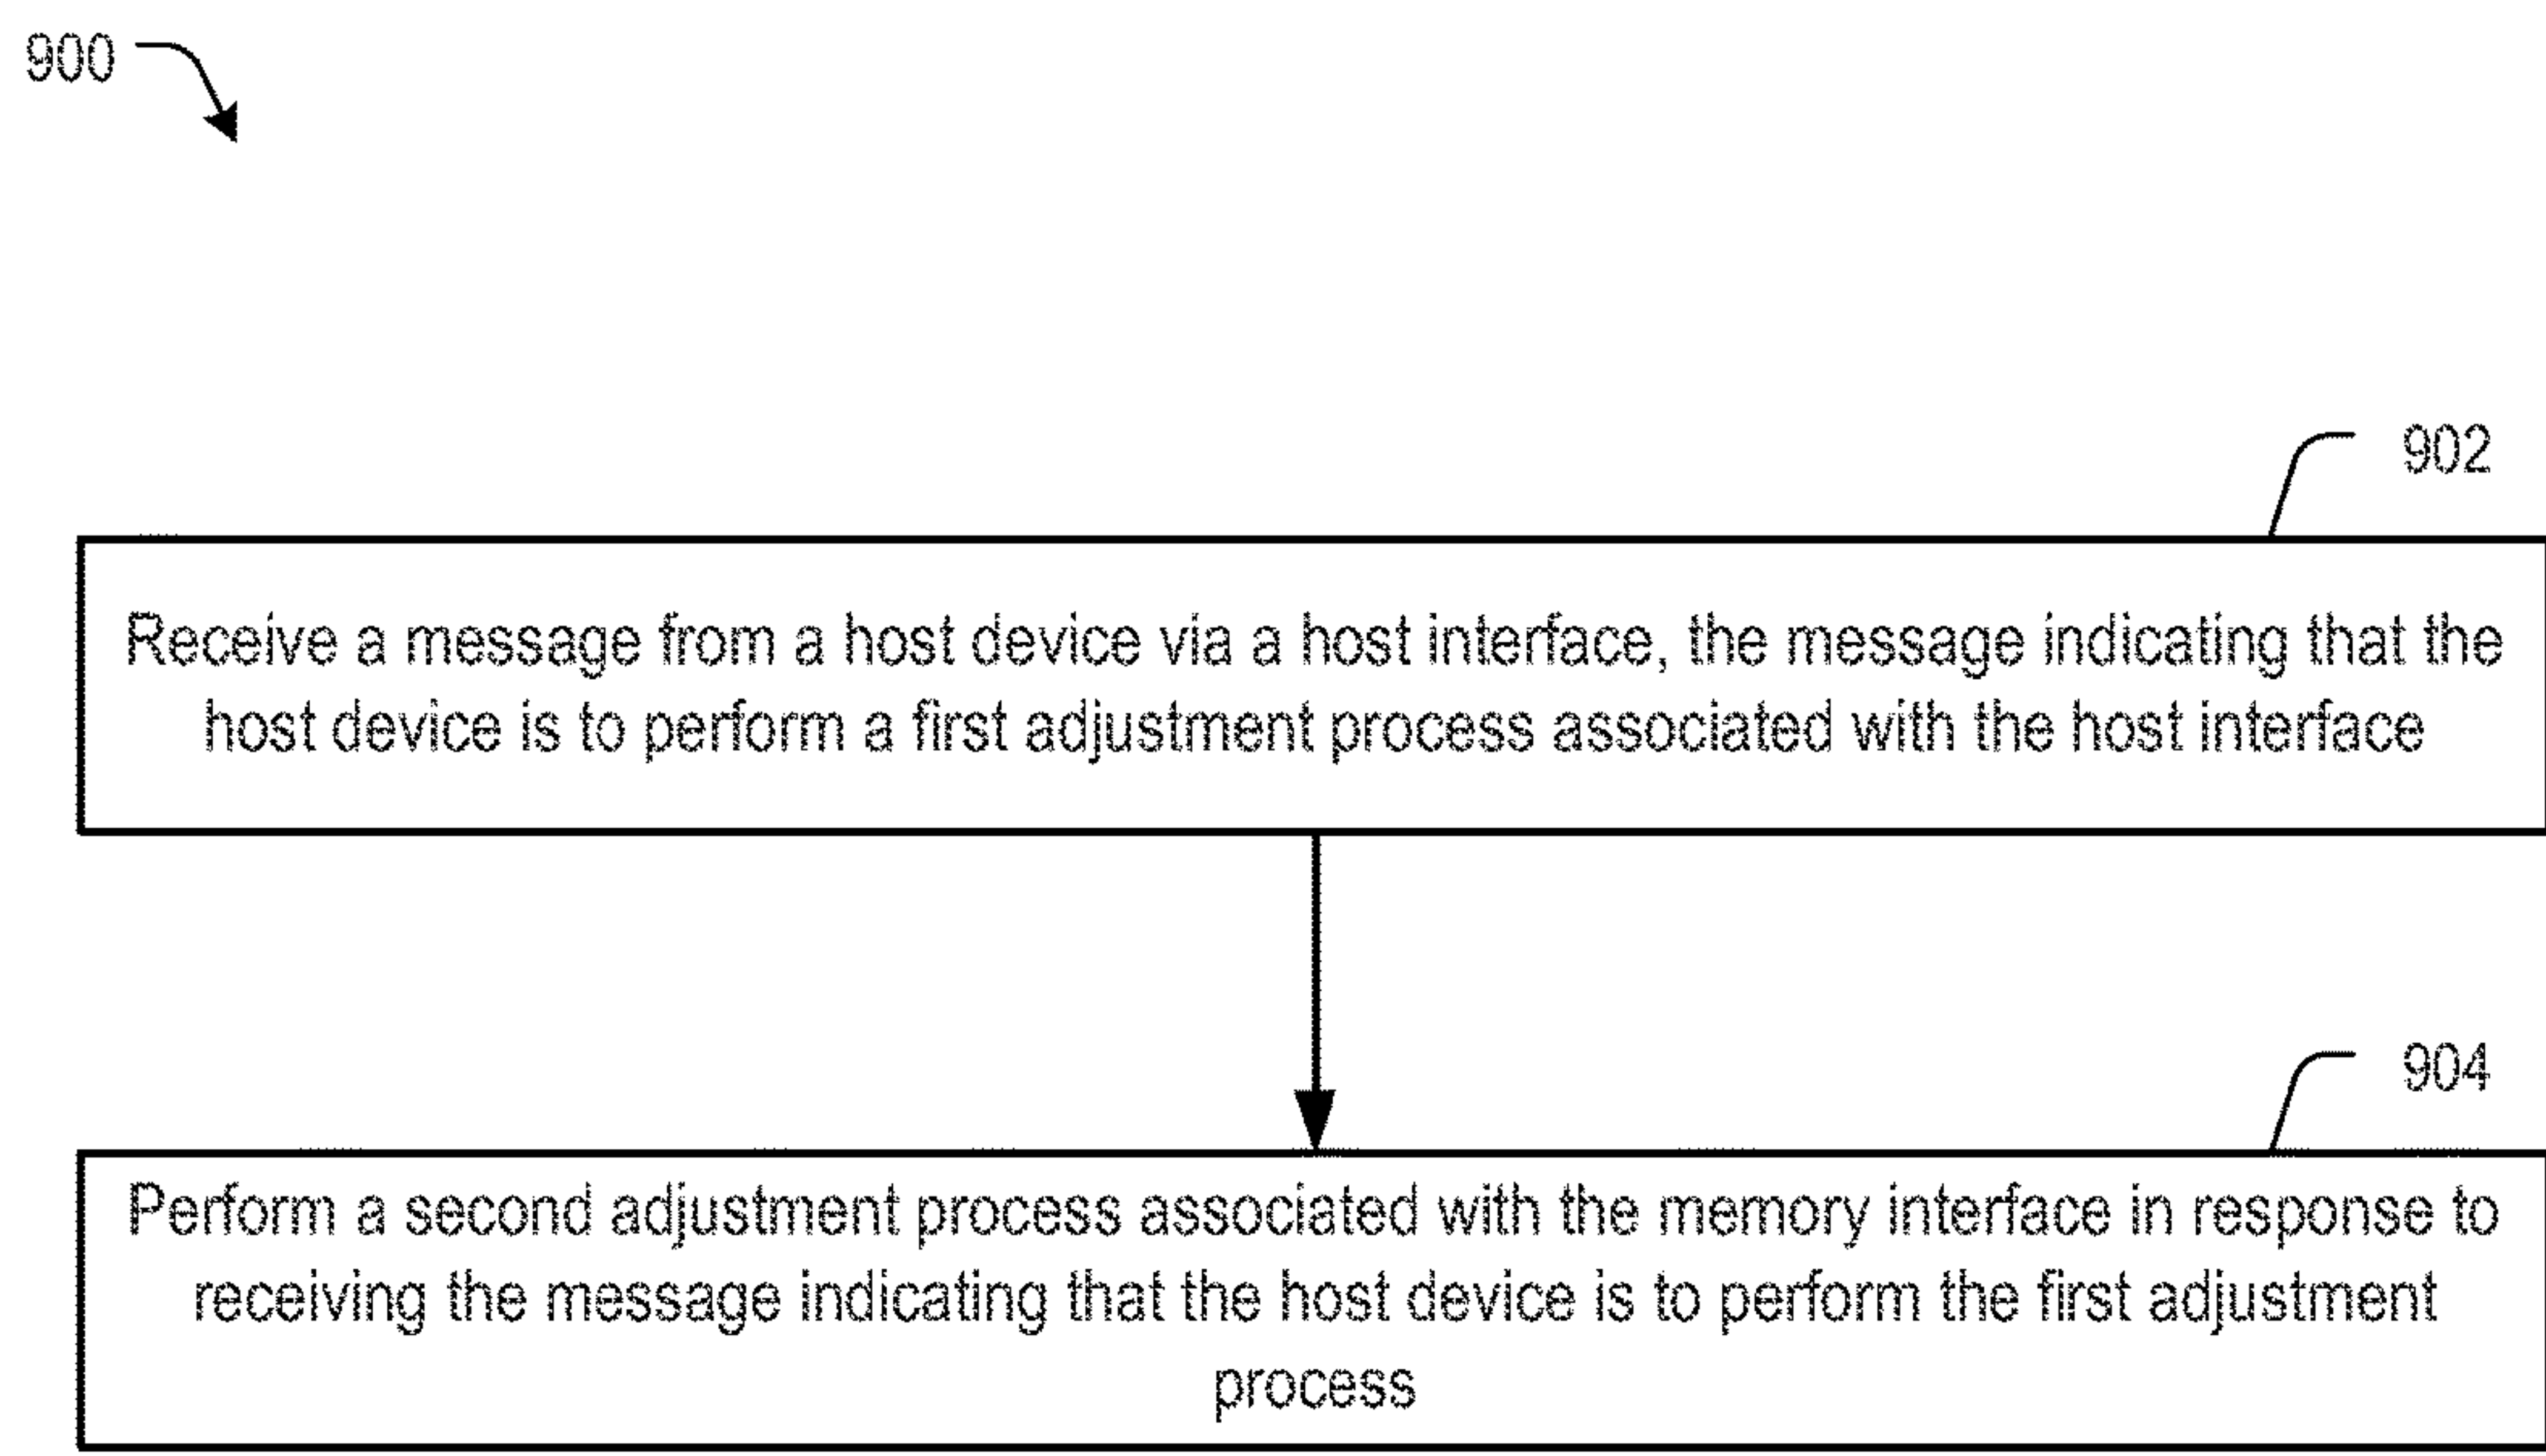 900
902
Receive a message from a host device via a host interface, the message indicating that the
host device is to perform a first adjustment process associated with the host interface
904
Perform a second adjustment process associated with the memory interface in response to
receiving the message indicating that the host device is to perform the first adjustment
process